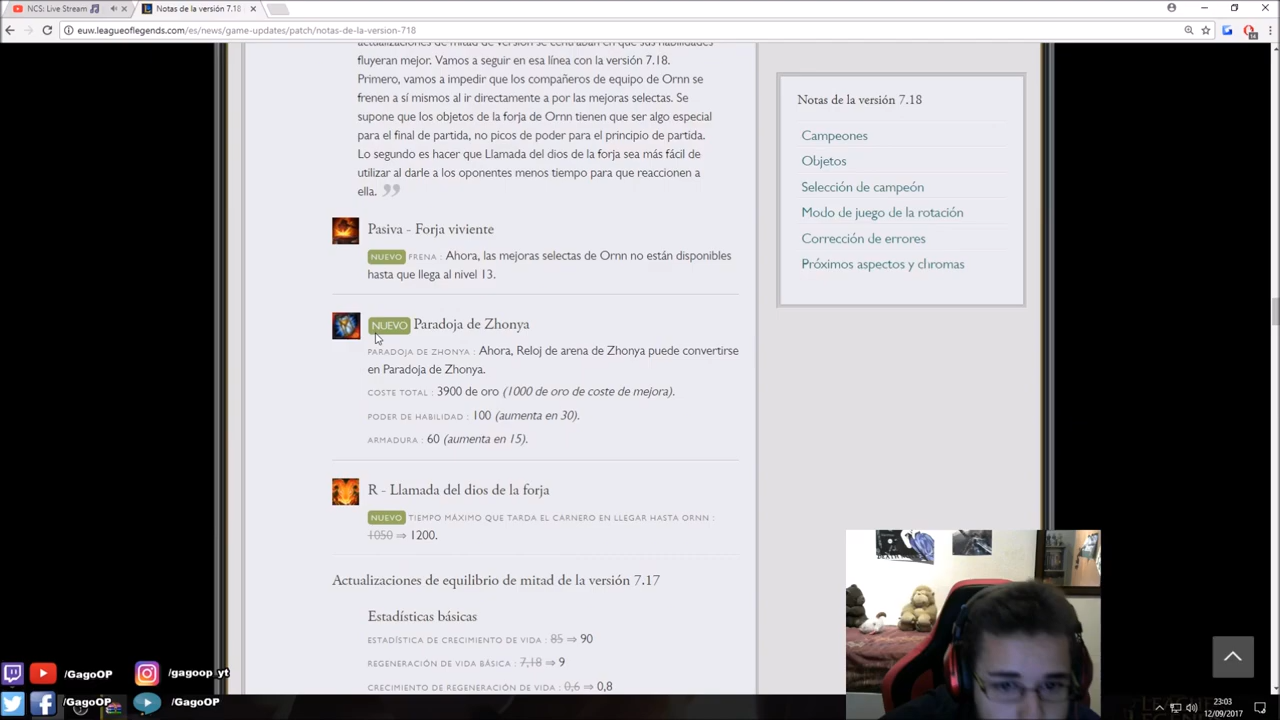 NCS: Live Stream
Notas de la versión 7.18
euw.leagueoflegends.com/es/news/game-updates/patch/notas-de-la-version-718
fluyeran mejor. Vamos a seguir en esa línea con la versión 7.18.
Primero, vamos a impedir que los compañeros de equipo de Ornn se
frenen a sí mismos al ir directamente a por las mejoras selectas. Se
supone que los objetos de la forja de Ornn tienen que ser algo especial
para el final de partida, no picos de poder para el principio de partida.
Lo segundo es hacer que Llamada del dios de la forja sea más fácil de
utilizar al darle a los oponentes menos tiempo para que reaccionen a
ella.
Pasiva - Forja viviente
NUEVO FRENA : Ahora, las mejoras selectas de Ornn no están disponibles
hasta que llega al nivel 13.
NUEVO Paradoja de Zhonya
PARADOJA DE ZHONYA : Ahora, Reloj de arena de Zhonya puede convertirse
en Paradoja de Zhonya.
COSTE TOTAL : 3900 de oro (1000 de oro de coste de mejora).
PODER DE HABILIDAD : 100 (aumenta en 30).
ARMADURA : 60 (aumenta en 15).
R - Llamada del dios de la forja
NUEVO TIEMPO MÁXIMO QUE TARDA EL CARNERO EN LLEGAR HASTA ORNN :
1050 ⇒ 1200.
Actualizaciones de equilibrio de mitad de la versión 7.17
Estadísticas básicas
ESTADÍSTICA DE CRECIMIENTO DE VIDA : 85 ⇒ 90
REGENERACIÓN DE VIDA BÁSICA : 7,18 ⇒ 9
CRECIMIENTO DE REGENERACIÓN DE VIDA : 0,6 ⇒ 0,8
Notas de la versión 7.18
Campeones
Objetos
Selección de campeón
Modo de juego de la rotación
Corrección de errores
Próximos aspectos y chromas
/GagoOP
/gagoop_yt
/GagoOP
/GagoOP
23:03
12/09/2017